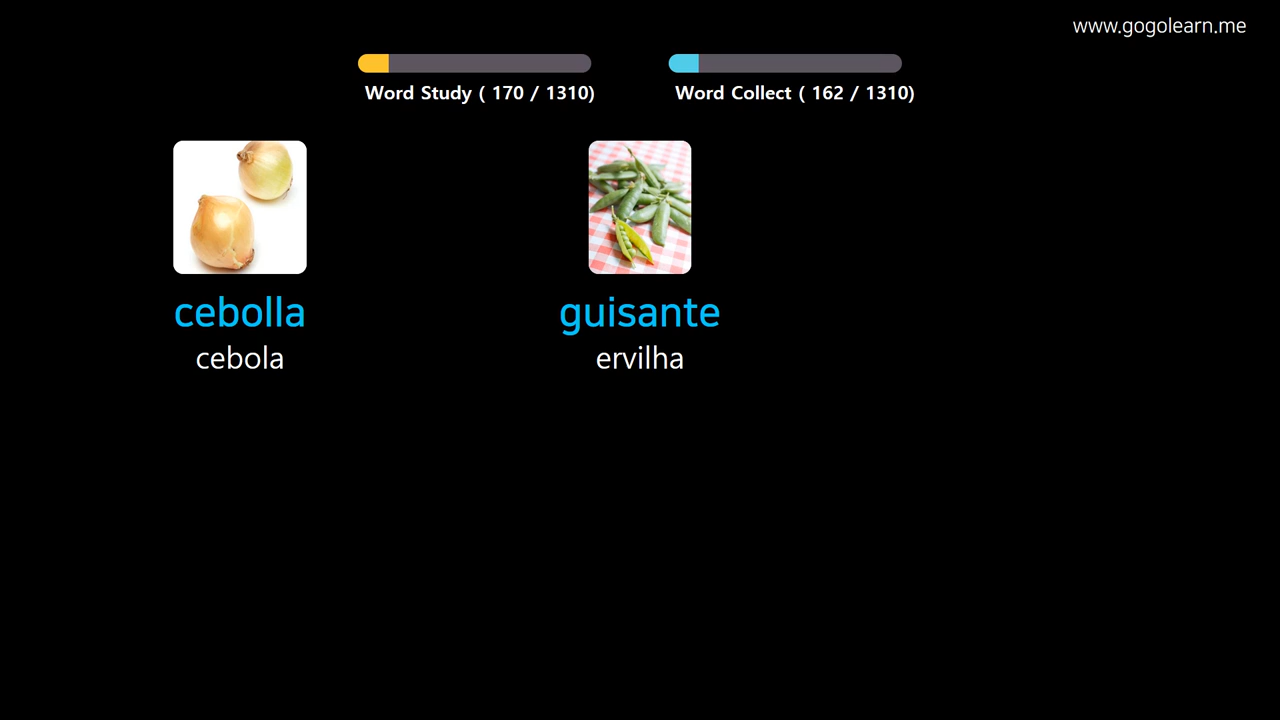 www.gogolearn.me
Word Study ( 170 / 1310)
Word Collect ( 162 / 1310)
cebolla
cebola
guisante
ervilha